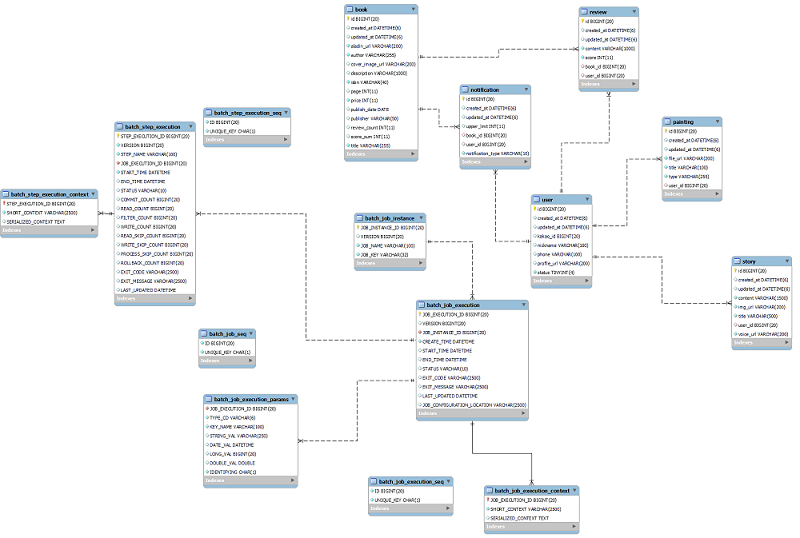 book
id BIGINT(20)
created_at DATETIME(6)
updated_at DATETIME(6)
aladin_url VARCHAR(200)
author VARCHAR(255)
cover_image_url VARCHAR(200)
description VARCHAR(1000)
isbn VARCHAR(40)
page INT(11)
price INT(11)
publish_date DATE
publisher VARCHAR(50)
review_count INT(11)
score_sum INT(11)
title VARCHAR(255)
Indexes
review
id BIGINT(20)
created_at DATETIME(6)
updated_at DATETIME(6)
content VARCHAR(1000)
score INT(11)
book_id BIGINT(20)
user_id BIGINT(20)
Indexes
notification
id BIGINT(20)
created_at DATETIME(6)
updated_at DATETIME(6)
upper_limit INT(11)
book_id BIGINT(20)
user_id BIGINT(20)
notification_type VARCHAR(10)
Indexes
painting
id BIGINT(20)
created_at DATETIME(6)
updated_at DATETIME(6)
file_url VARCHAR(200)
title VARCHAR(100)
type VARCHAR(255)
user_id BIGINT(20)
Indexes
batch_step_execution_seq
ID BIGINT(20)
UNIQUE_KEY CHAR(1)
Indexes
batch_step_execution
STEP_EXECUTION_ID BIGINT(20)
VERSION BIGINT(20)
STEP_NAME VARCHAR(100)
JOB_EXECUTION_ID BIGINT(20)
START_TIME DATETIME
END_TIME DATETIME
STATUS VARCHAR(10)
COMMIT_COUNT BIGINT(20)
READ_COUNT BIGINT(20)
FILTER_COUNT BIGINT(20)
WRITE_COUNT BIGINT(20)
READ_SKIP_COUNT BIGINT(20)
WRITE_SKIP_COUNT BIGINT(20)
PROCESS_SKIP_COUNT BIGINT(20)
ROLLBACK_COUNT BIGINT(20)
EXIT_CODE VARCHAR(2500)
EXIT_MESSAGE VARCHAR(2500)
LAST_UPDATED DATETIME
Indexes
batch_step_execution_context
STEP_EXECUTION_ID BIGINT(20)
SHORT_CONTEXT VARCHAR(2500)
SERIALIZED_CONTEXT TEXT
Indexes
user
id BIGINT(20)
created_at DATETIME(6)
updated_at DATETIME(6)
kakao_id BIGINT(20)
nickname VARCHAR(100)
phone VARCHAR(100)
profile_url VARCHAR(200)
status TINYINT(4)
Indexes
batch_job_instance
JOB_INSTANCE_ID BIGINT(20)
VERSION BIGINT(20)
JOB_NAME VARCHAR(100)
JOB_KEY VARCHAR(32)
Indexes
story
id BIGINT(20)
created_at DATETIME(6)
updated_at DATETIME(6)
content VARCHAR(1500)
img_url VARCHAR(200)
title VARCHAR(500)
user_id BIGINT(20)
voice_url VARCHAR(200)
Indexes
batch_job_execution
JOB_EXECUTION_ID BIGINT(20)
VERSION BIGINT(20)
JOB_INSTANCE_ID BIGINT(20)
CREATE_TIME DATETIME
START_TIME DATETIME
END_TIME DATETIME
STATUS VARCHAR(10)
EXIT_CODE VARCHAR(2500)
EXIT_MESSAGE VARCHAR(2500)
LAST_UPDATED DATETIME
JOB_CONFIGURATION_LOCATION VARCHAR(2500)
Indexes
batch_job_seq
ID BIGINT(20)
UNIQUE_KEY CHAR(1)
Indexes
batch_job_execution_params
JOB_EXECUTION_ID BIGINT(20)
TYPE_CD VARCHAR(6)
KEY_NAME VARCHAR(100)
STRING_VAL VARCHAR(250)
DATE_VAL DATETIME
LONG_VAL BIGINT(20)
DOUBLE_VAL DOUBLE
IDENTIFYING CHAR(1)
Indexes
batch_job_execution_seq
ID BIGINT(20)
UNIQUE_KEY CHAR(1)
Indexes
batch_job_execution_context
JOB_EXECUTION_ID BIGINT(20)
SHORT_CONTEXT VARCHAR(2500)
SERIALIZED_CONTEXT TEXT
Indexes